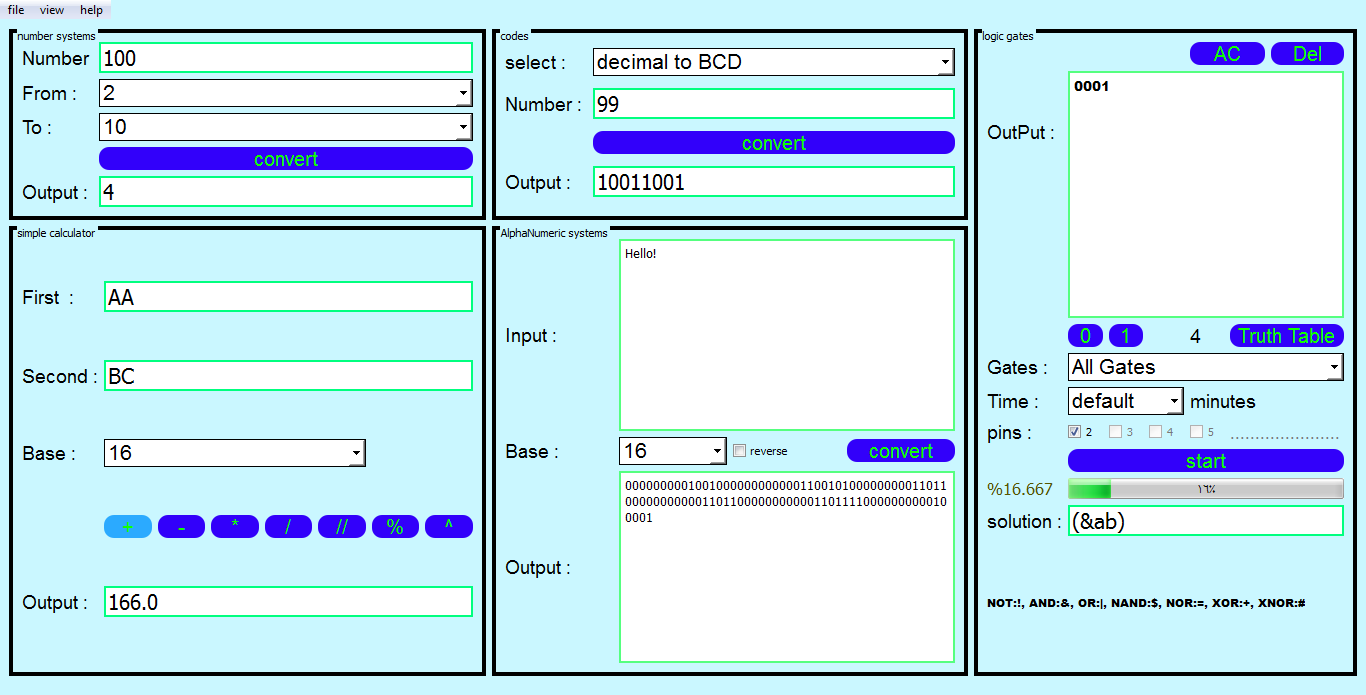 file view help
number systems
Number 100
From : 2
To : 10
convert
Output : 4
codes
select : decimal to BCD
Number : 99
convert
Output : 10011001
logic gates
AC Del
OutPut : 0001
0 1 4 Truth Table
Gates : All Gates
Time : default minutes
pins : 2 3 4 5 ......................
start
%16.667 ١٦%
solution : (&ab)
NOT:!, AND:&, OR:|, NAND:$, NOR:=, XOR:+, XNOR:#
simple calculator
First : AA
Second : BC
Base : 16
+ - * / // % ^
Output : 166.0
AlphaNumeric systems
Input : Hello!
Base : 16 reverse convert
Output :
0000000001001000000000000110010100000000011011
0000000000011011000000000001101111000000000010
0001